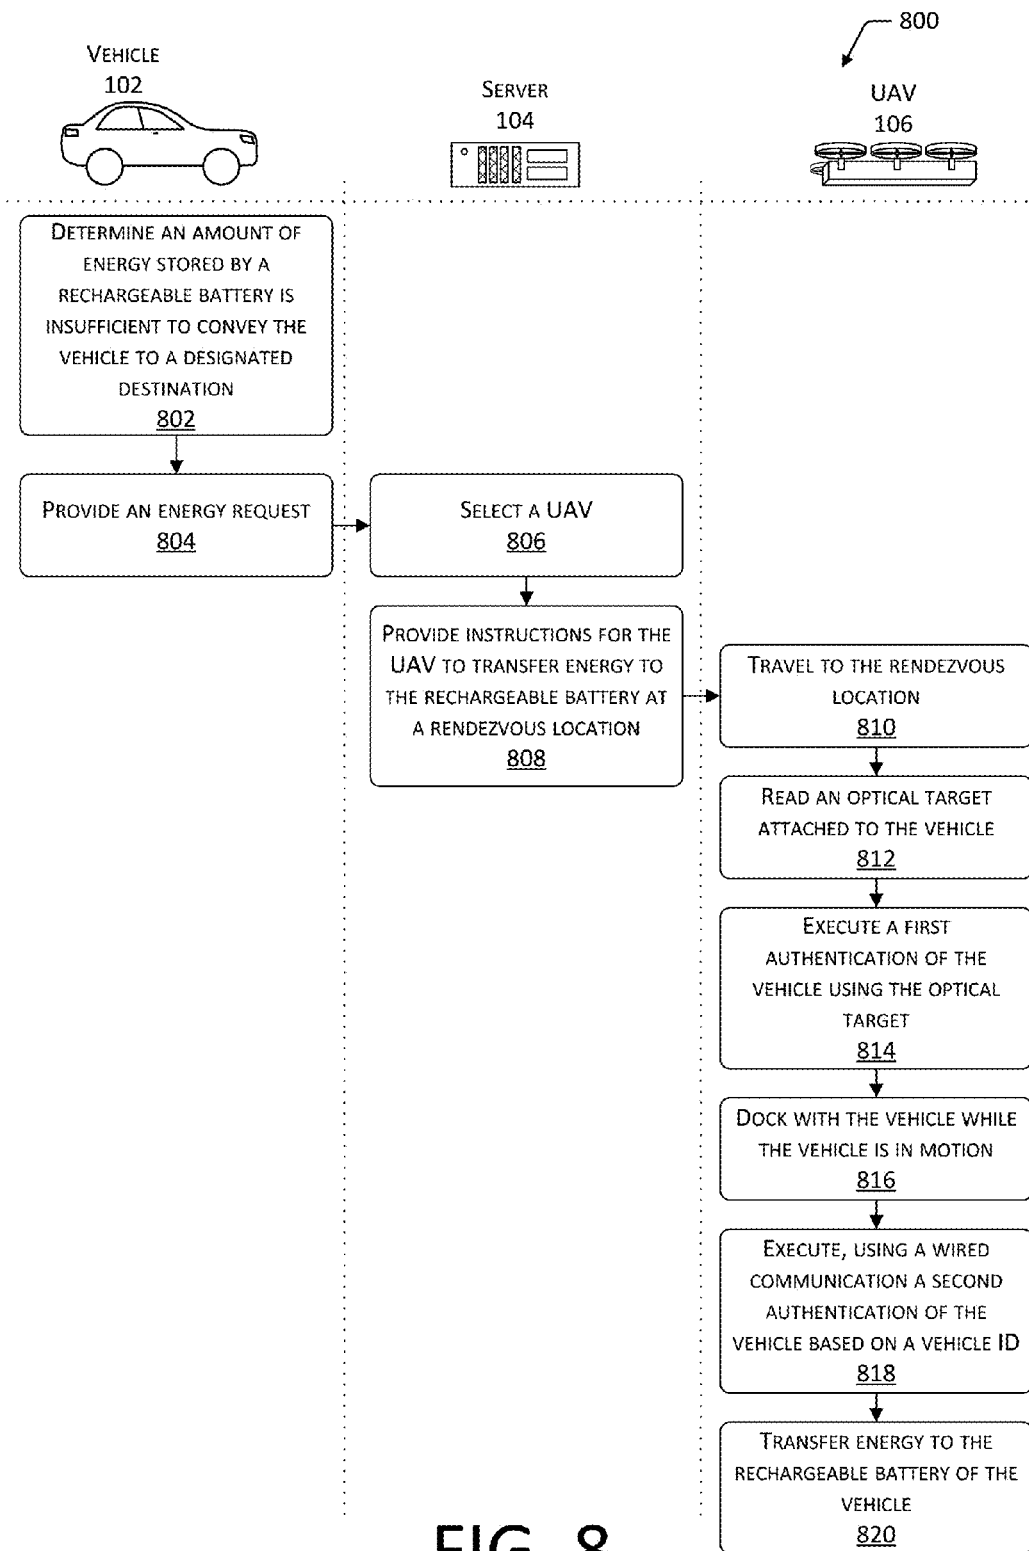 800
VEHICLE
102
SERVER
104
UAV
106
DETERMINE AN AMOUNT OF
ENERGY STORED BY A
RECHARGEABLE BATTERY IS
INSUFFICIENT TO CONVEY THE
VEHICLE TO A DESIGNATED
DESTINATION
802
PROVIDE AN ENERGY REQUEST
804
SELECT A UAV
806
PROVIDE INSTRUCTIONS FOR THE
UAV TO TRANSFER ENERGY TO
THE RECHARGEABLE BATTERY AT
A RENDEZVOUS LOCATION
808
TRAVEL TO THE RENDEZVOUS
LOCATION
810
READ AN OPTICAL TARGET
ATTACHED TO THE VEHICLE
812
EXECUTE A FIRST
AUTHENTICATION OF THE
VEHICLE USING THE OPTICAL
TARGET
814
DOCK WITH THE VEHICLE WHILE
THE VEHICLE IS IN MOTION
816
EXECUTE, USING A WIRED
COMMUNICATION A SECOND
AUTHENTICATION OF THE
VEHICLE BASED ON A VEHICLE ID
818
TRANSFER ENERGY TO THE
RECHARGEABLE BATTERY OF THE
VEHICLE
820
FIG. 8